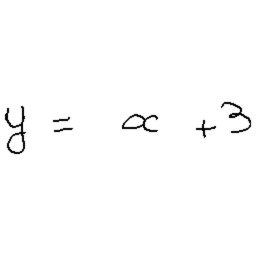 y = x + 3